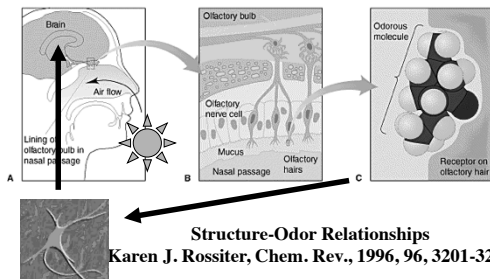 Brain
Air flow
Lining of
olfactory bulb in
nasal passage
A
Olfactory bulb
Olfactory
nerve cell
Mucus
Nasal passage
Olfactory
hairs
B
Odorous
molecule
Receptor on
olfactory hair
C
Structure-Odor Relationships
Karen J. Rossiter, Chem. Rev., 1996, 96, 3201-32